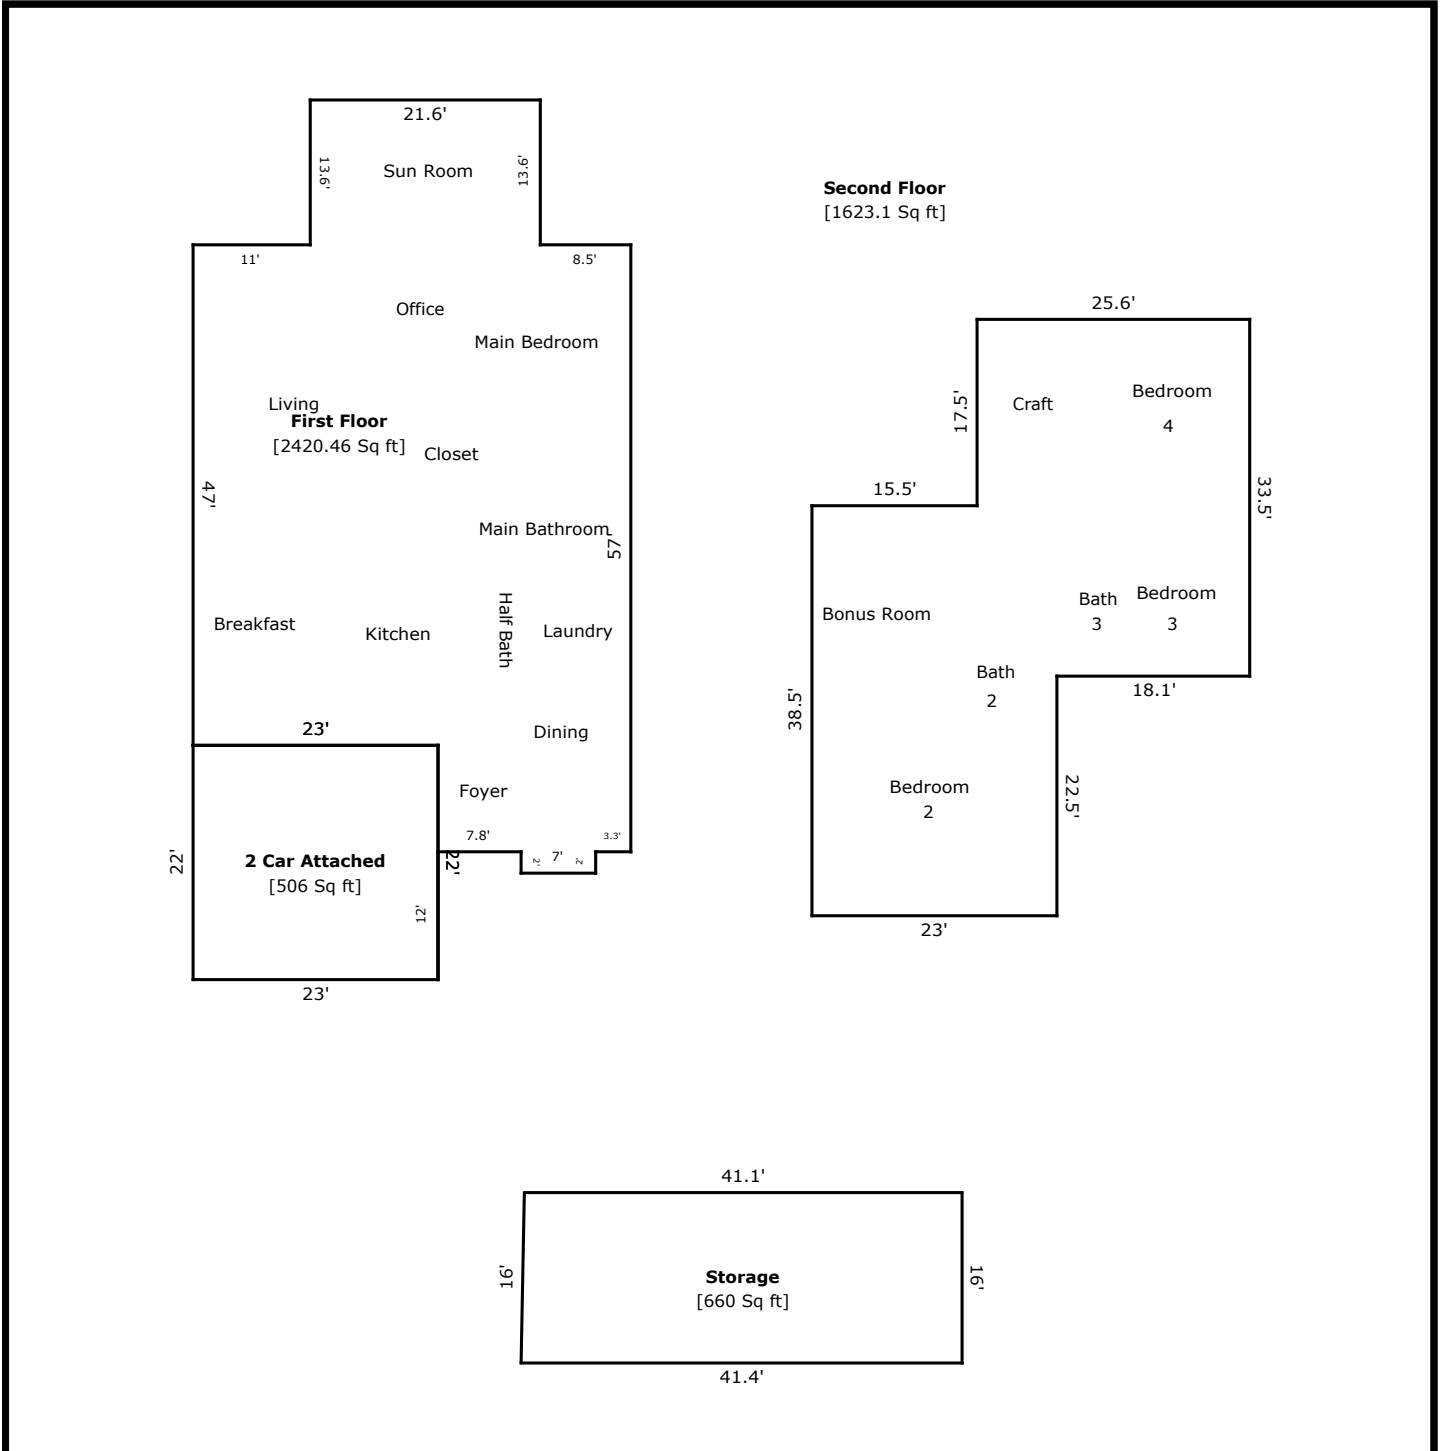 21.6'
13.6'
Sun Room
13.6'
11'
8.5'
Office
Main Bedroom
Living
First Floor
[2420.46 Sq ft]
Closet
47'
Main Bathroom
57'
Breakfast
Kitchen
Half Bath
Laundry
23'
Dining
Foyer
7.8'
3.3'
2'
7'
2'
22'
2 Car Attached
[506 Sq ft]
22'
12'
23'
Second Floor
[1623.1 Sq ft]
25.6'
17.5'
Craft
Bedroom
4
15.5'
33.5'
Bonus Room
Bath
3
Bedroom
3
Bath
2
18.1'
38.5'
Bedroom
2
22.5'
23'
41.1'
16'
Storage
[660 Sq ft]
16'
41.4'